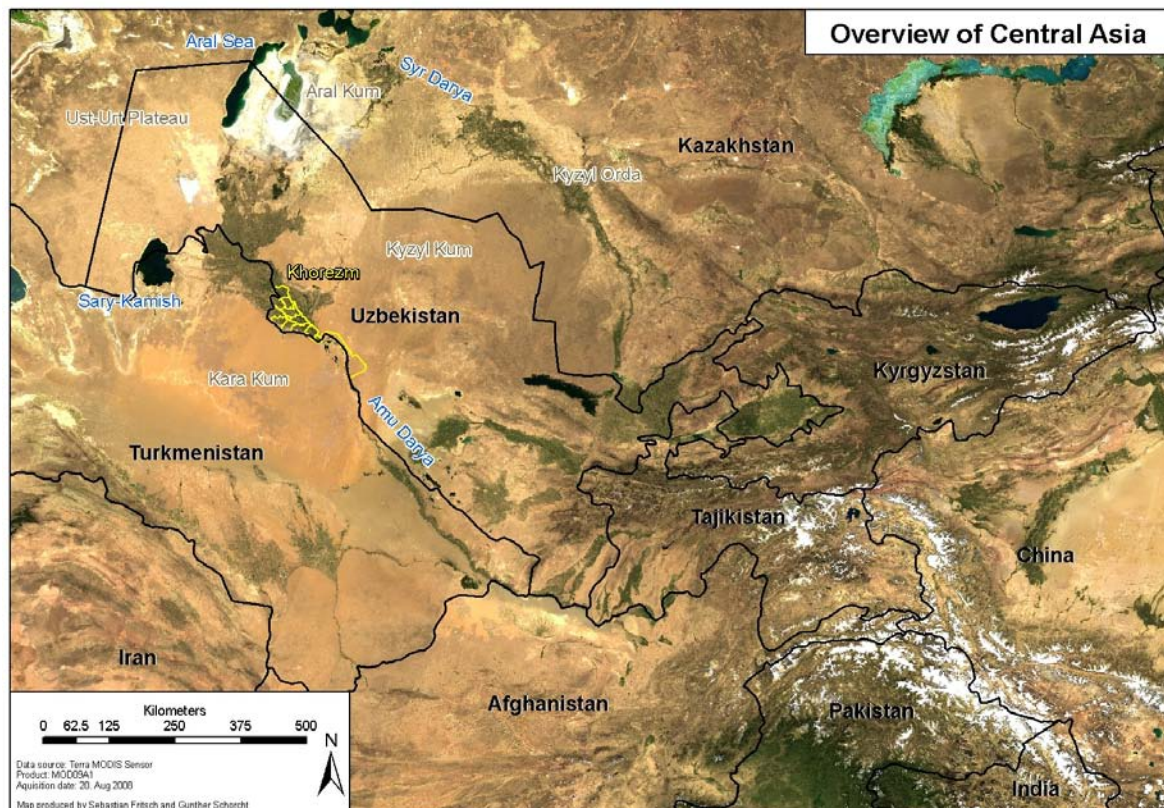 Overview of Central Asia
Aral Sea
Syr Darya
Aral Kum
Ust-Urt Plateau
Kazakhstan
Kyzyl Orda
Kyzyl Kum
Khorezm
Sary-Kamish
Uzbekistan
Kara Kum
Kyrgyzstan
Amu Darya
Turkmenistan
Tajikistan
China
Iran
Afghanistan
Pakistan
India
Kilometers
0 62.5 125 250 375 500
N
Data source: Terra MODIS Sensor
Product: MOD09A1
Aquisition date: 20. Aug 2008
Map produced by Sebastian Fritsch and Gunther Schorcht